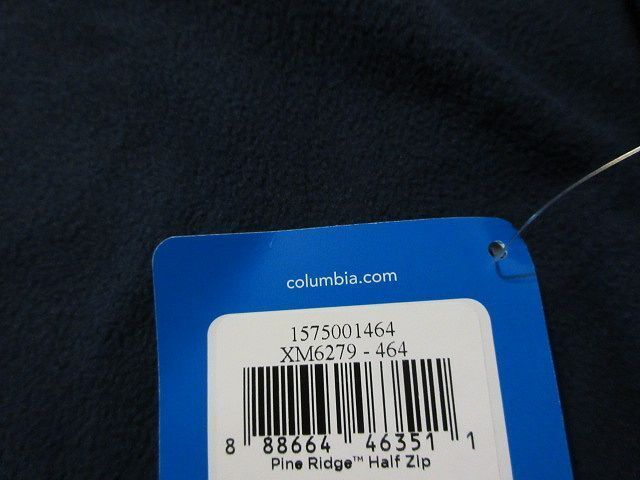 columbia.com
1575001464
XM6279 - 464
8 88664 46351 1
Pine Ridge™ Half Zip